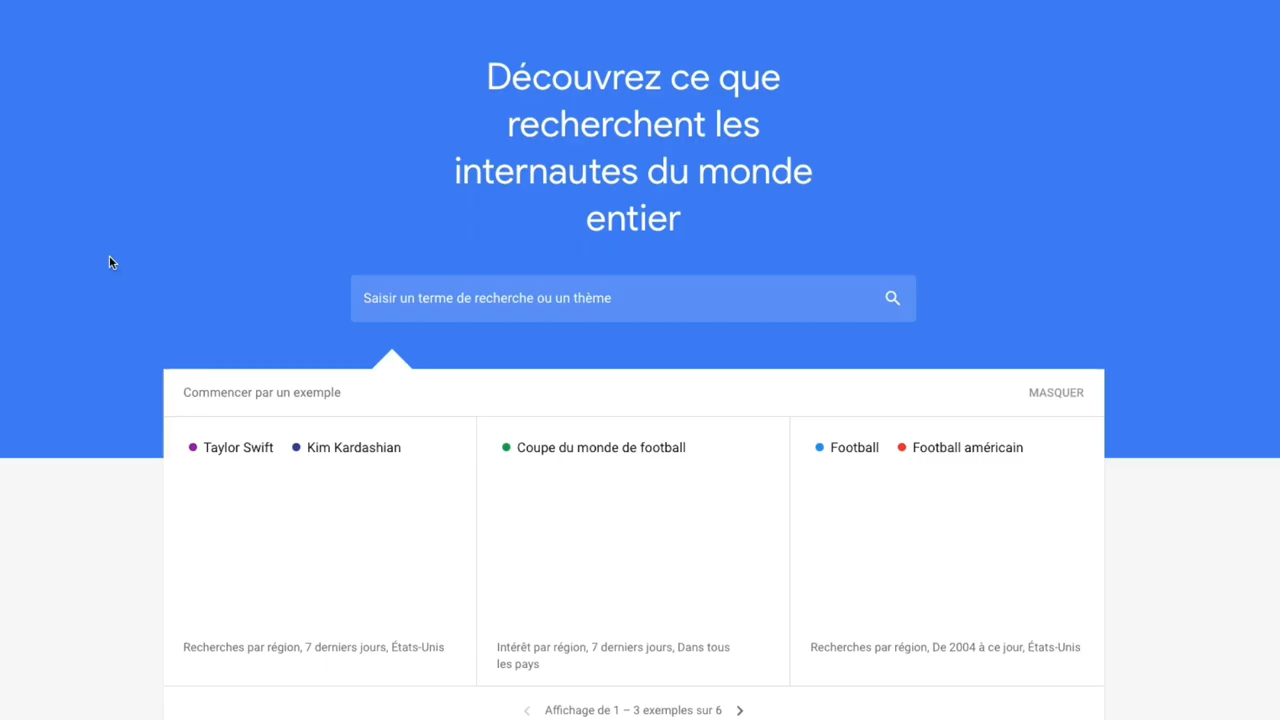 Découvrez ce que
recherchent les
internautes du monde
entier
Saisir un terme de recherche ou un thème
Commencer par un exemple
MASQUER
Taylor Swift
Kim Kardashian
Coupe du monde de football
Football
Football américain
Recherches par région, 7 derniers jours, États-Unis
Intérêt par région, 7 derniers jours, Dans tous
les pays
Recherches par région, De 2004 à ce jour, États-Unis
Affichage de 1 – 3 exemples sur 6